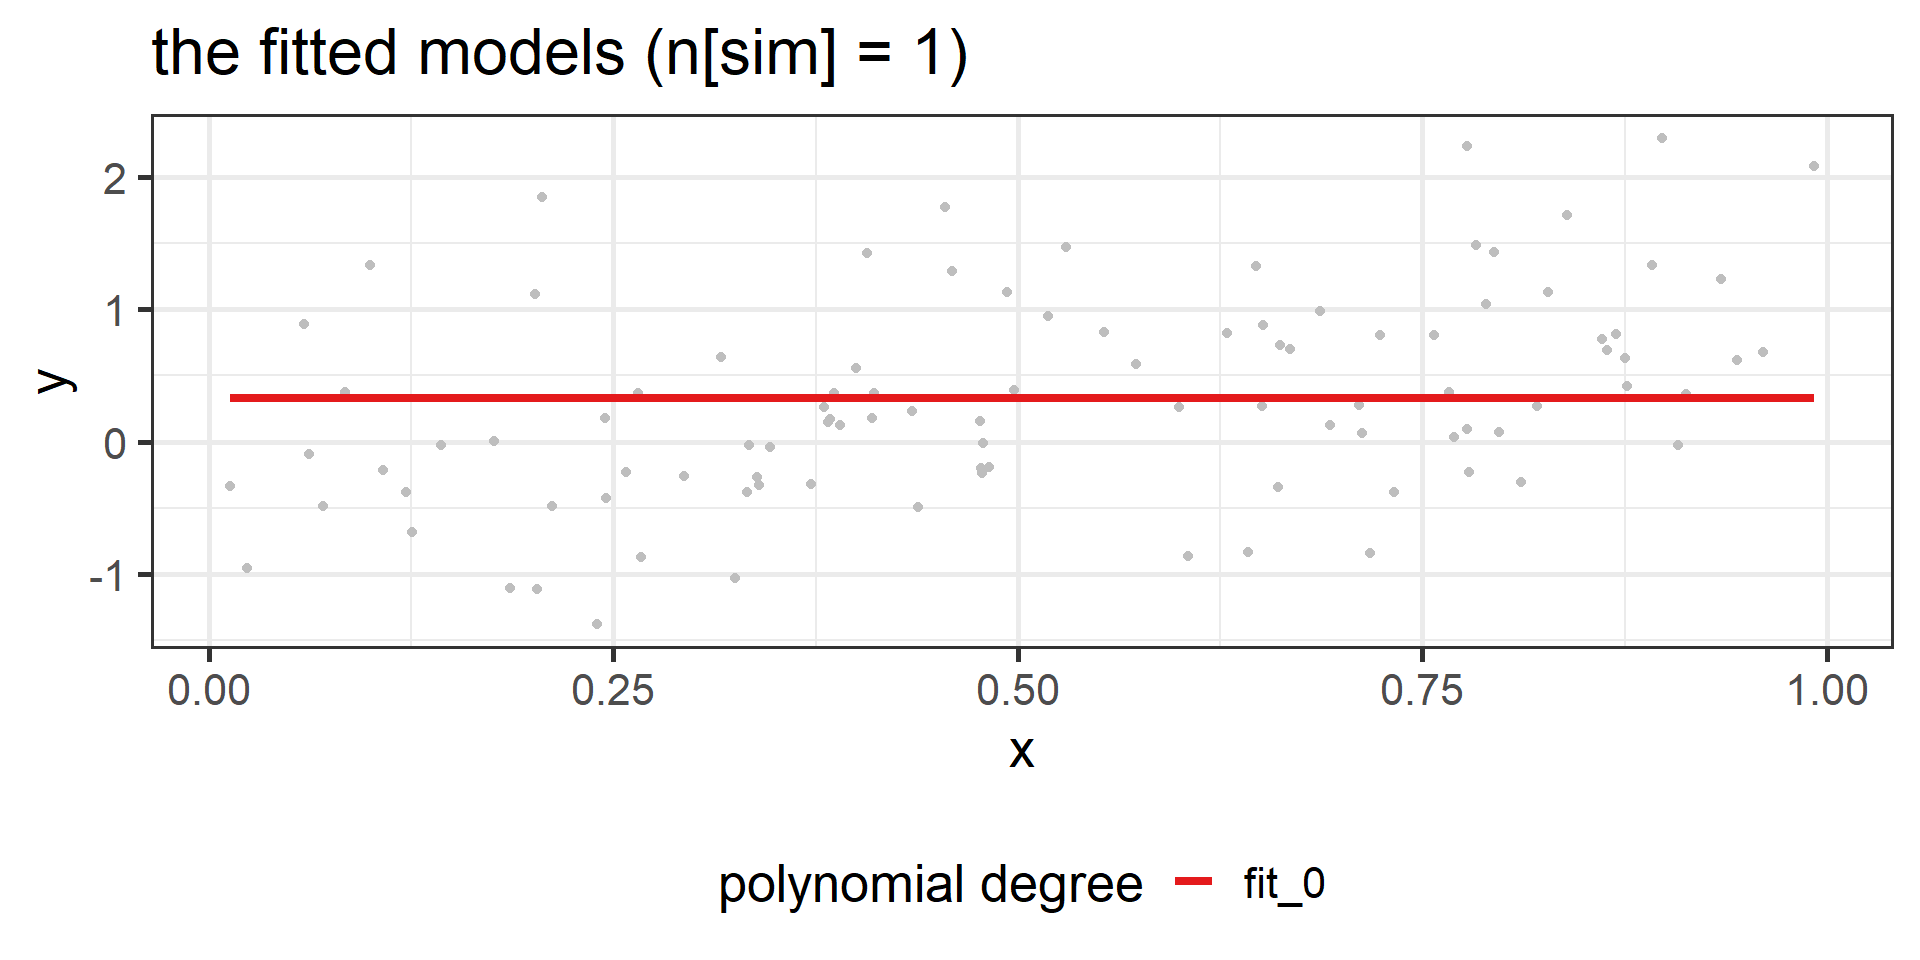 the fitted models (n[sim] = 1)
y
2
1
0
-1
0.00 0.25 0.50 0.75 1.00
x
polynomial degree fit_0